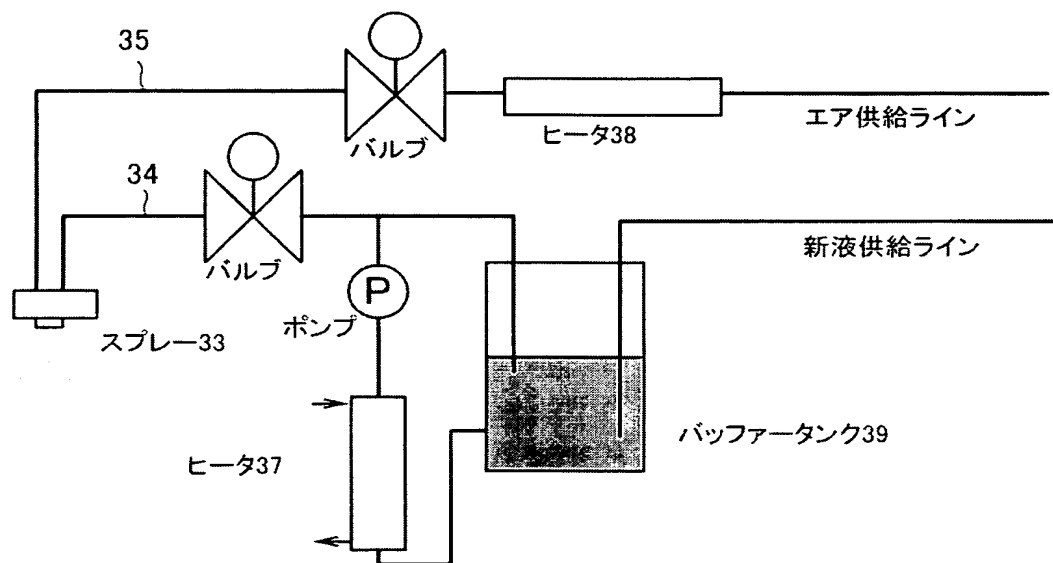 35
バルブ
ヒータ38
エア供給ライン
34
バルブ
新液供給ライン
P
ポンプ
スプレー33
バッファータンク39
ヒータ37